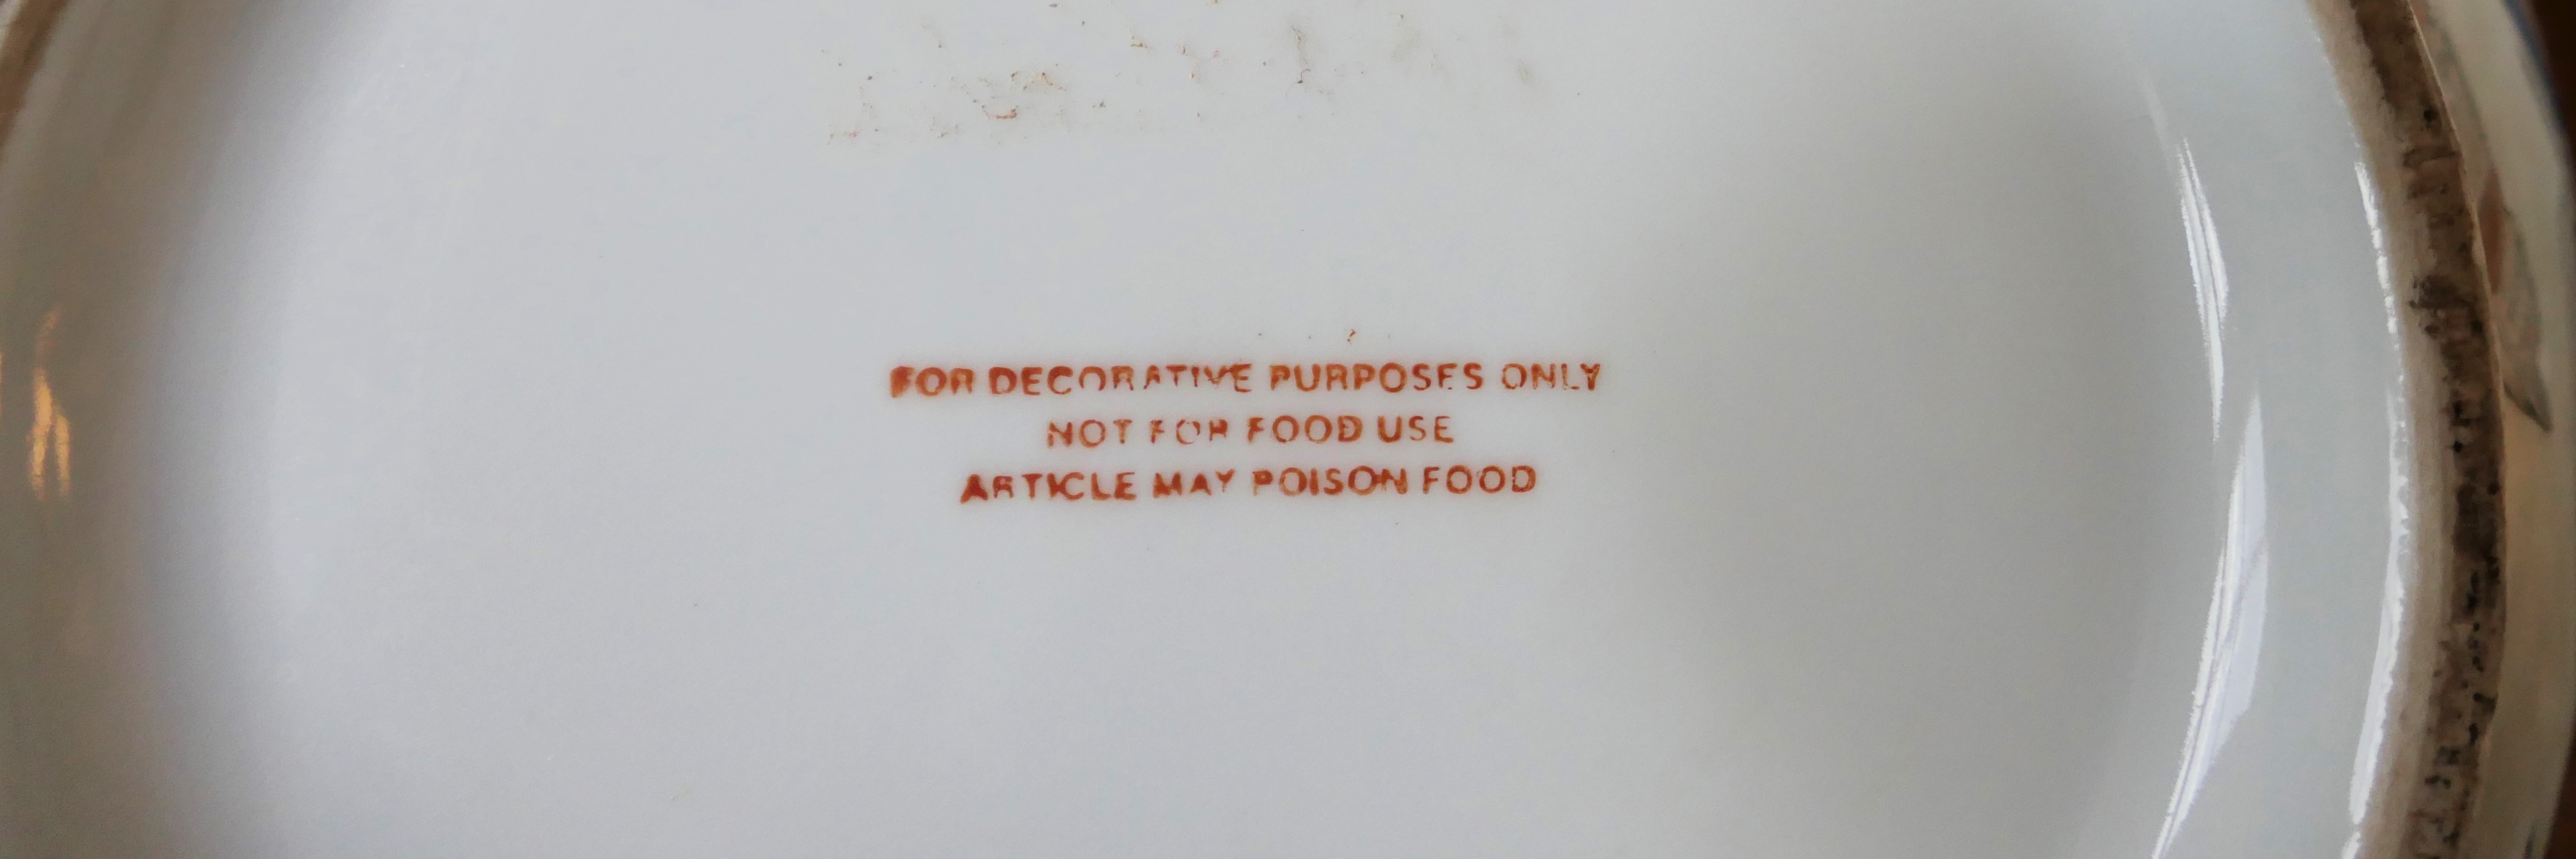 FOR DECORATIVE PURPOSES ONLY
NOT FOR FOOD USE
ARTICLE MAY POISON FOOD